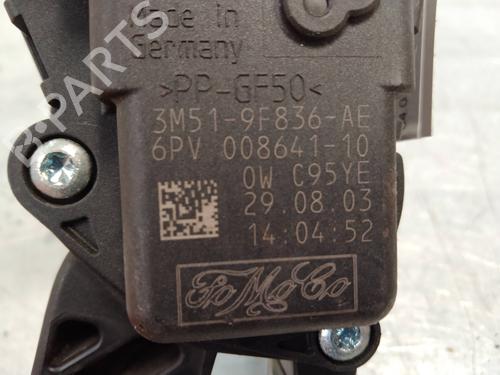 Made in
Germany
>PP-GF50<
3M51-9F836-AE
6PV 008641-10
0W C95YE
29.08.03
14:04:52
FoMoCo
B-PARTS